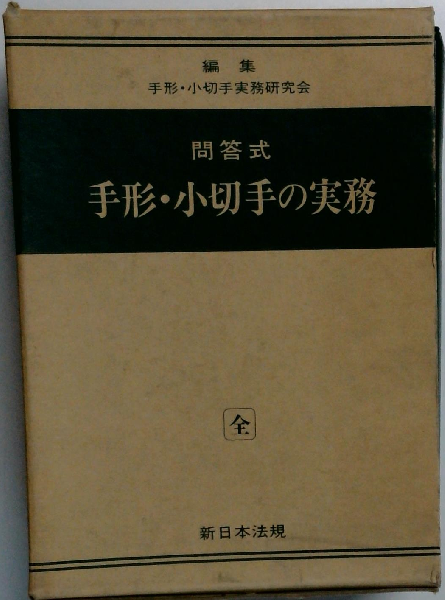 編集
手形・小切手実務研究会
問答式
手形・小切手の実務
全
新日本法規